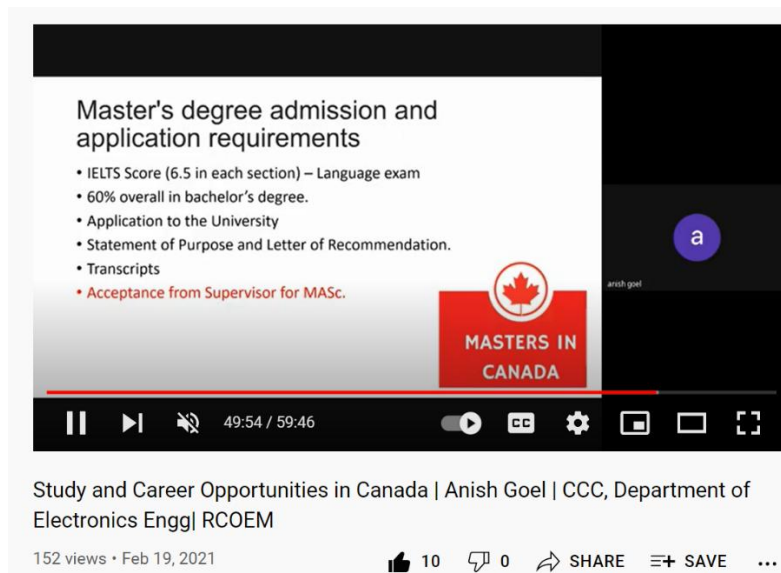 Master's degree admission and
application requirements
• IELTS Score (6.5 in each section) – Language exam
• 60% overall in bachelor's degree.
• Application to the University
• Statement of Purpose and Letter of Recommendation.
• Transcripts
• Acceptance from Supervisor for MASc.
MASTERS IN
CANADA
a
anish goel
49:54 / 59:46
CC
Study and Career Opportunities in Canada | Anish Goel | CCC, Department of
Electronics Engg| RCOEM
152 views • Feb 19, 2021 10 0 SHARE SAVE